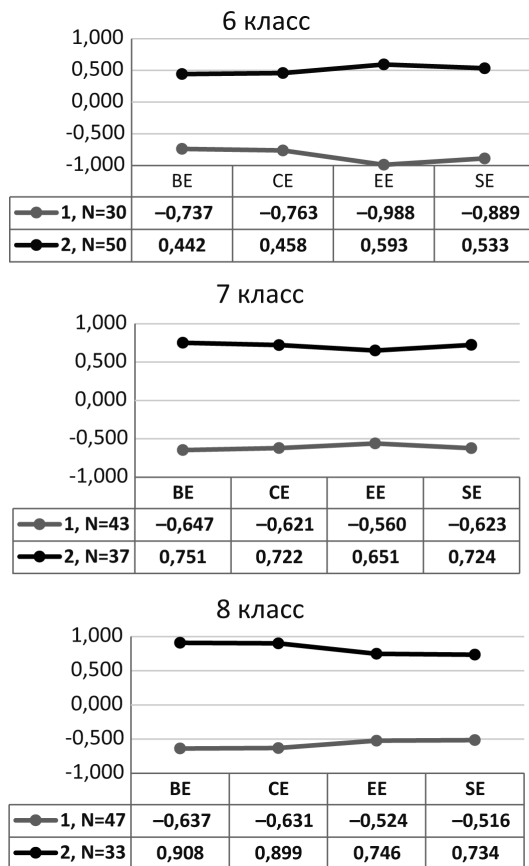 6 класс
1,000
0,500
0,000
-0,500
-1,000
BE CE EE SE
1, N=30 –0,737 –0,763 –0,988 –0,889
2, N=50 0,442 0,458 0,593 0,533
7 класс
1,000
0,500
0,000
-0,500
-1,000
BE CE EE SE
1, N=43 –0,647 –0,621 –0,560 –0,623
2, N=37 0,751 0,722 0,651 0,724
8 класс
1,000
0,500
0,000
-0,500
-1,000
BE CE EE SE
1, N=47 –0,637 –0,631 –0,524 –0,516
2, N=33 0,908 0,899 0,746 0,734